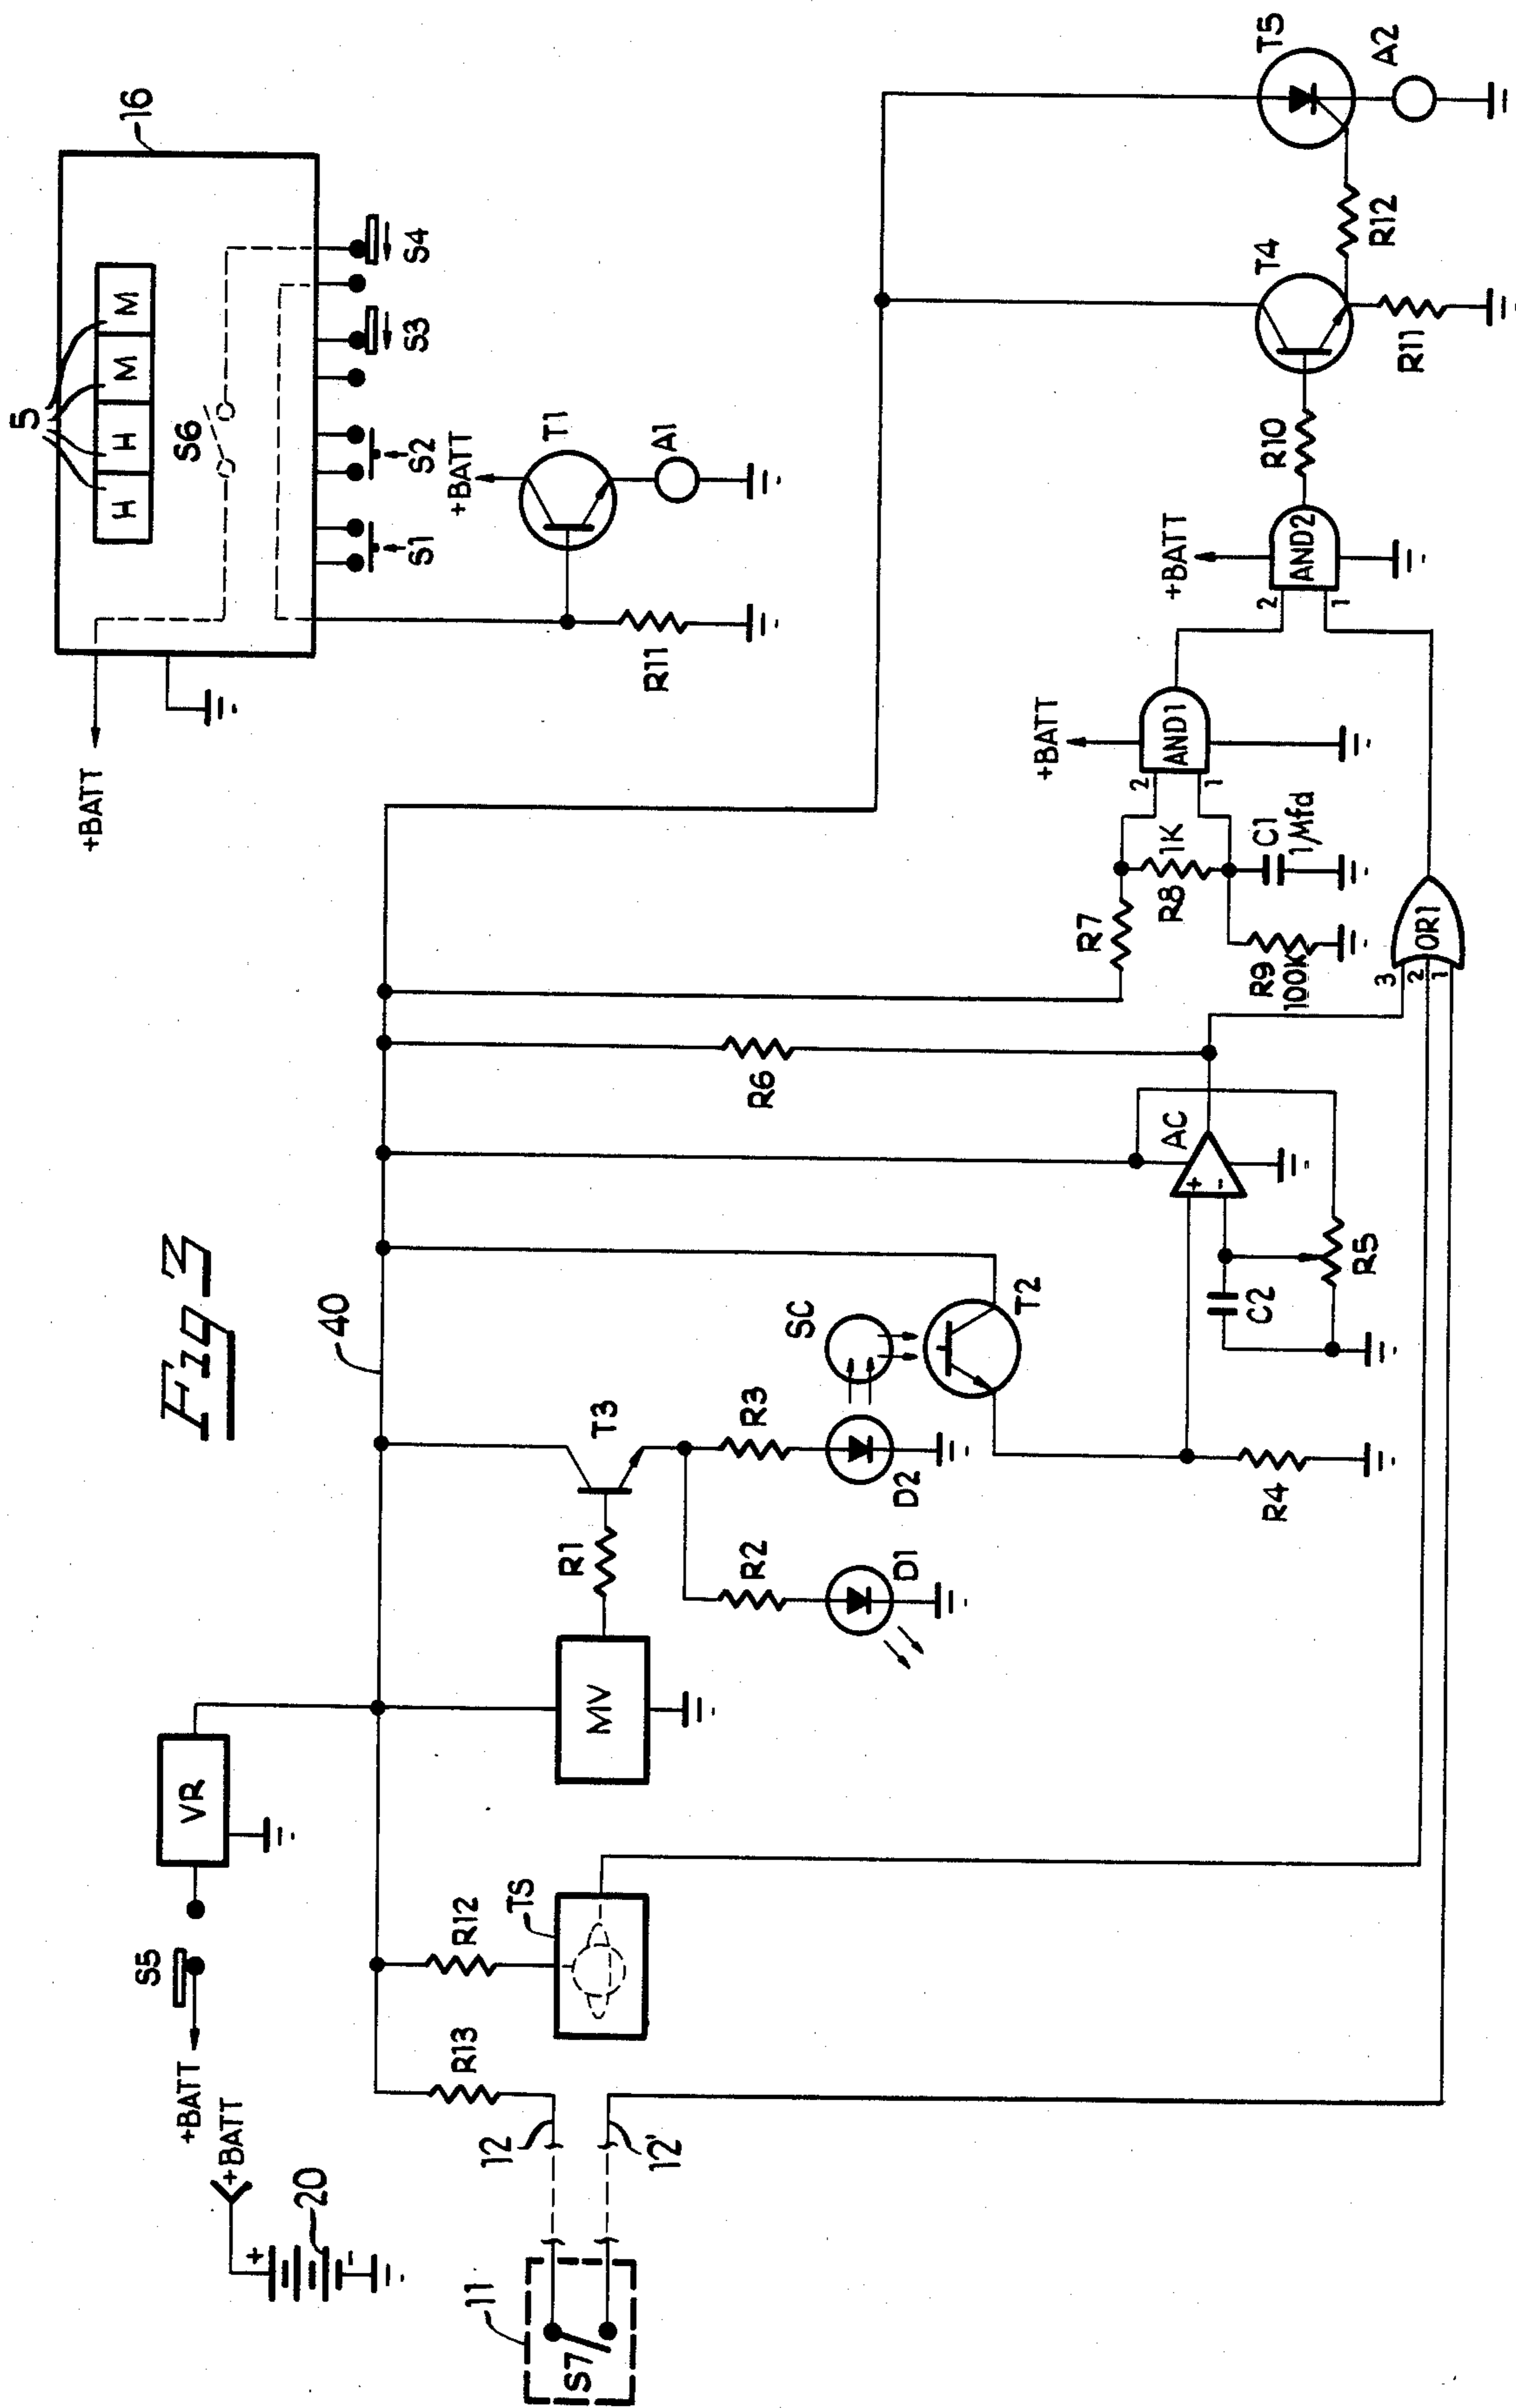 Fig 3
+BATT
20
+
-
+BATT
S5
VR
40
11
S7
12
12'
R13
R12
TS
MV
R1
T3
R2
D1
R3
D2
SC
T2
R4
C2
R5
AC
+
-
R6
R7
R8
1K
R9
100K
C1
1Mfd
AND1
2
1
+BATT
OR1
3
2
1
AND2
2
1
+BATT
R10
T4
R11
R12
T5
A2
+BATT
16
5
H
H
M
M
S6
S1
S2
S3
S4
R11
T1
+BATT
A1